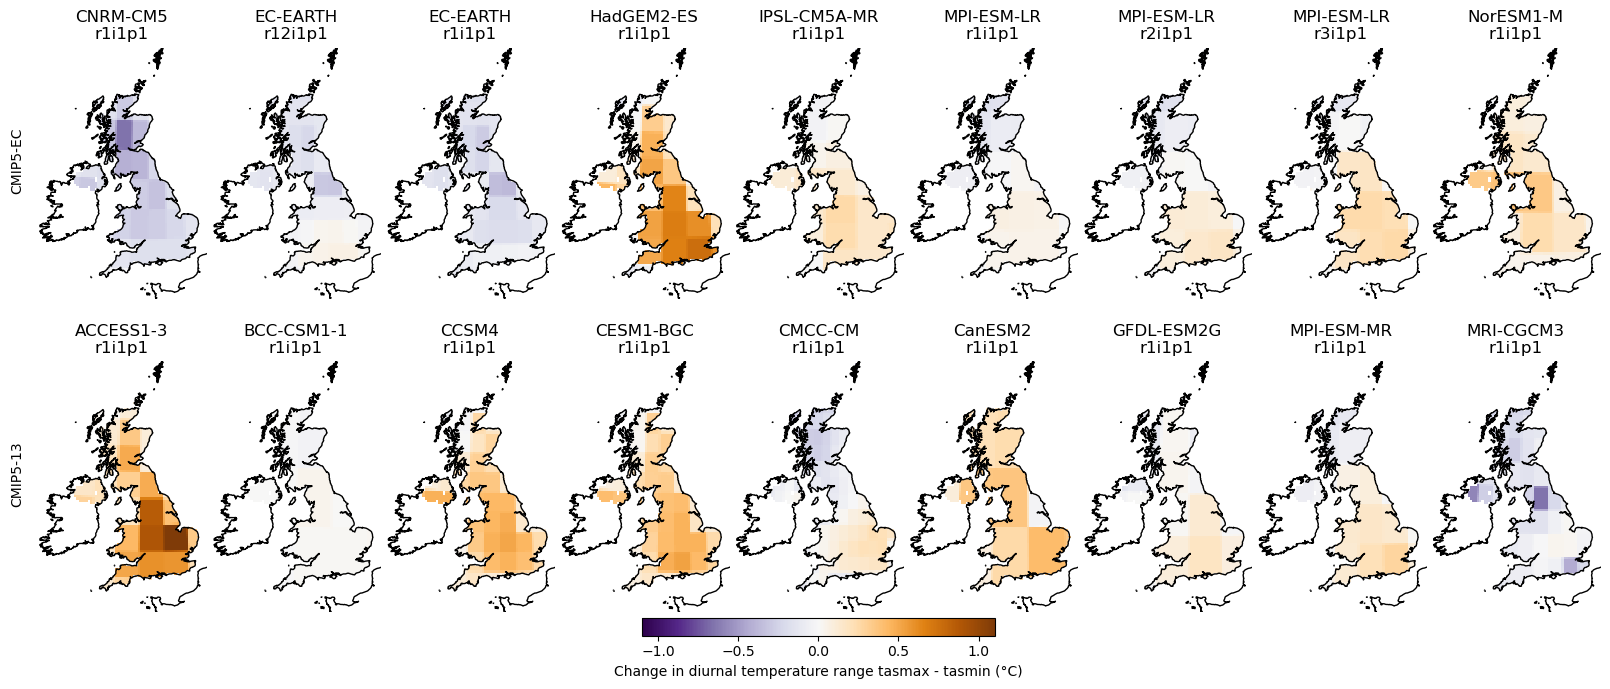 CNRM-CM5
r1i1p1
EC-EARTH
r12i1p1
EC-EARTH
r1i1p1
HadGEM2-ES
r1i1p1
IPSL-CM5A-MR
r1i1p1
MPI-ESM-LR
r1i1p1
MPI-ESM-LR
r2i1p1
MPI-ESM-LR
r3i1p1
NorESM1-M
r1i1p1
CMIP5-EC
ACCESS1-3
r1i1p1
BCC-CSM1-1
r1i1p1
CCSM4
r1i1p1
CESM1-BGC
r1i1p1
CMCC-CM
r1i1p1
CanESM2
r1i1p1
GFDL-ESM2G
r1i1p1
MPI-ESM-MR
r1i1p1
MRI-CGCM3
r1i1p1
CMIP5-13
−1.0 −0.5 0.0 0.5 1.0
Change in diurnal temperature range tasmax - tasmin (°C)